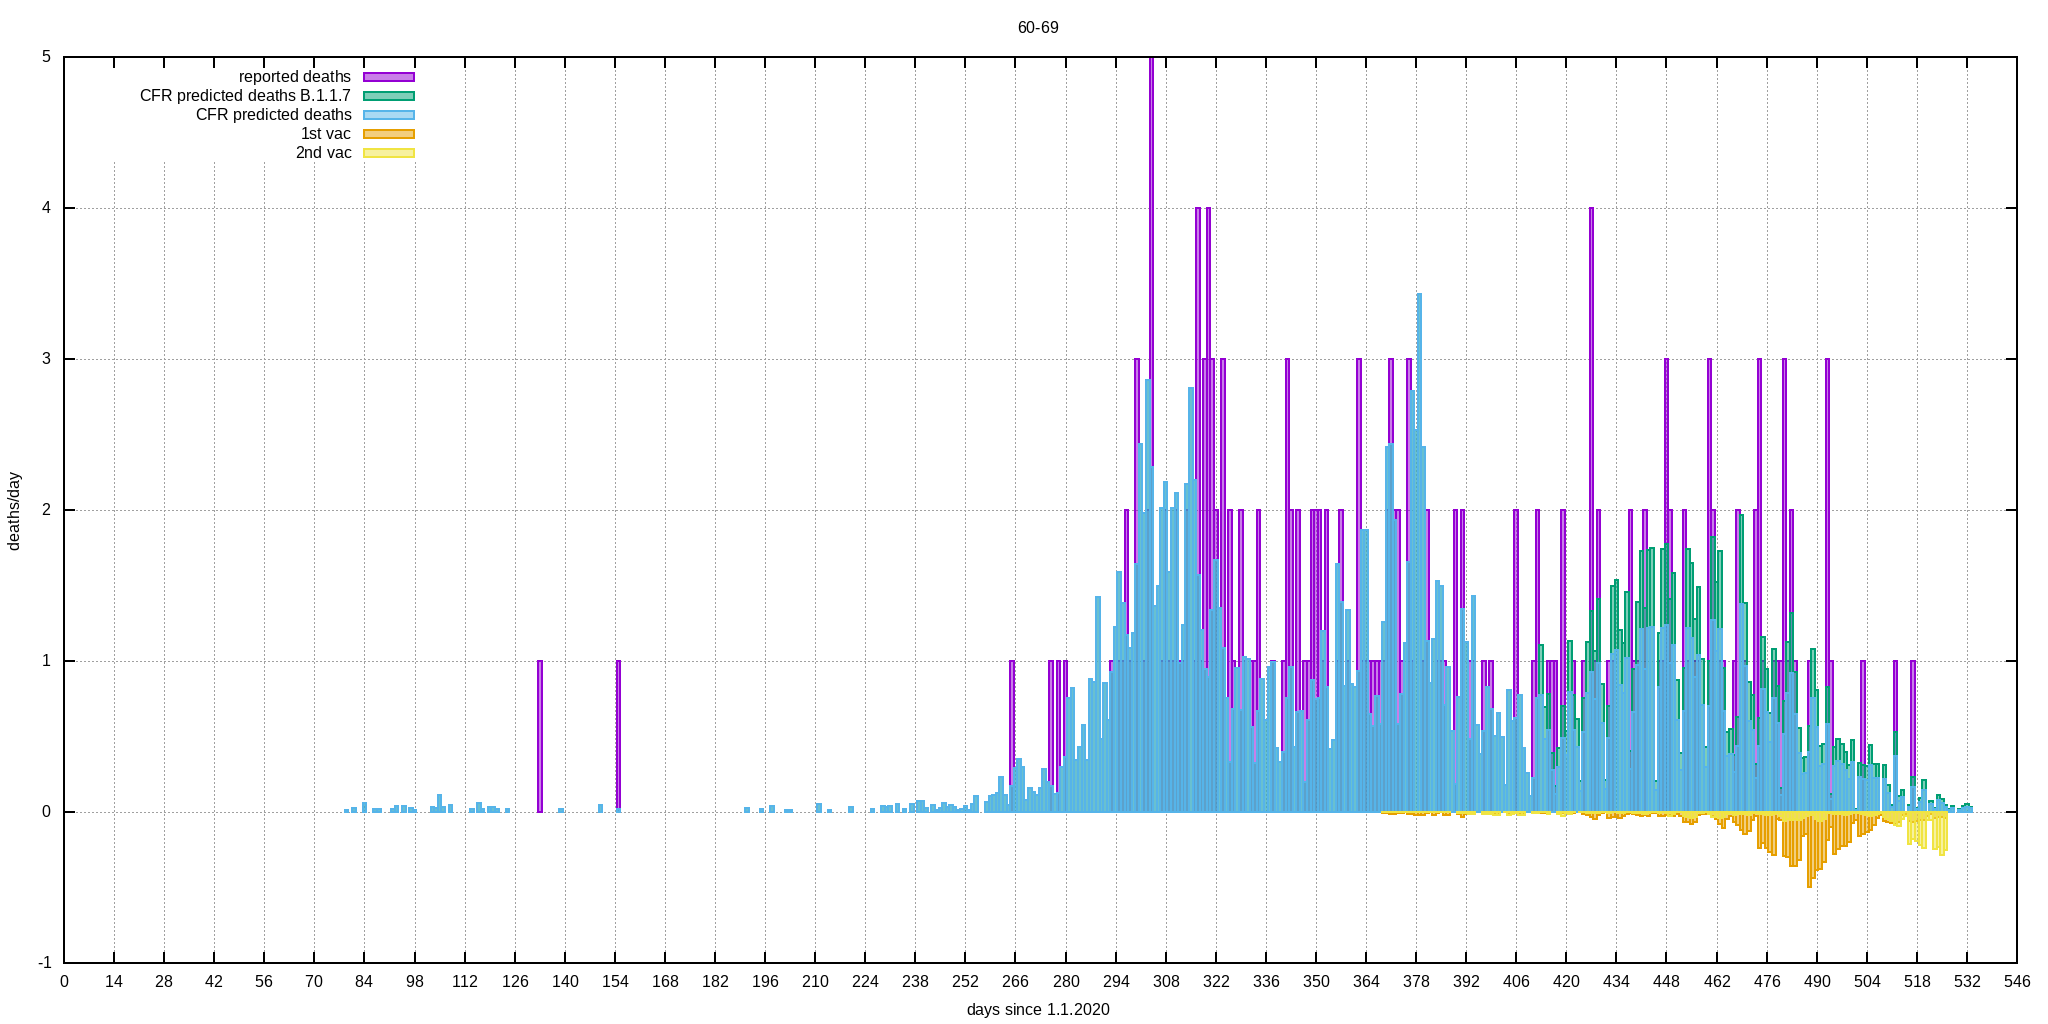 60-69
reported deaths
CFR predicted deaths B.1.1.7
CFR predicted deaths
1st vac
2nd vac
5
4
3
2
1
0
-1
deaths/day
0 14 28 42 56 70 84 98 112 126 140 154 168 182 196 210 224 238 252 266 280 294 308 322 336 350 364 378 392 406 420 434 448 462 476 490 504 518 532 546
days since 1.1.2020